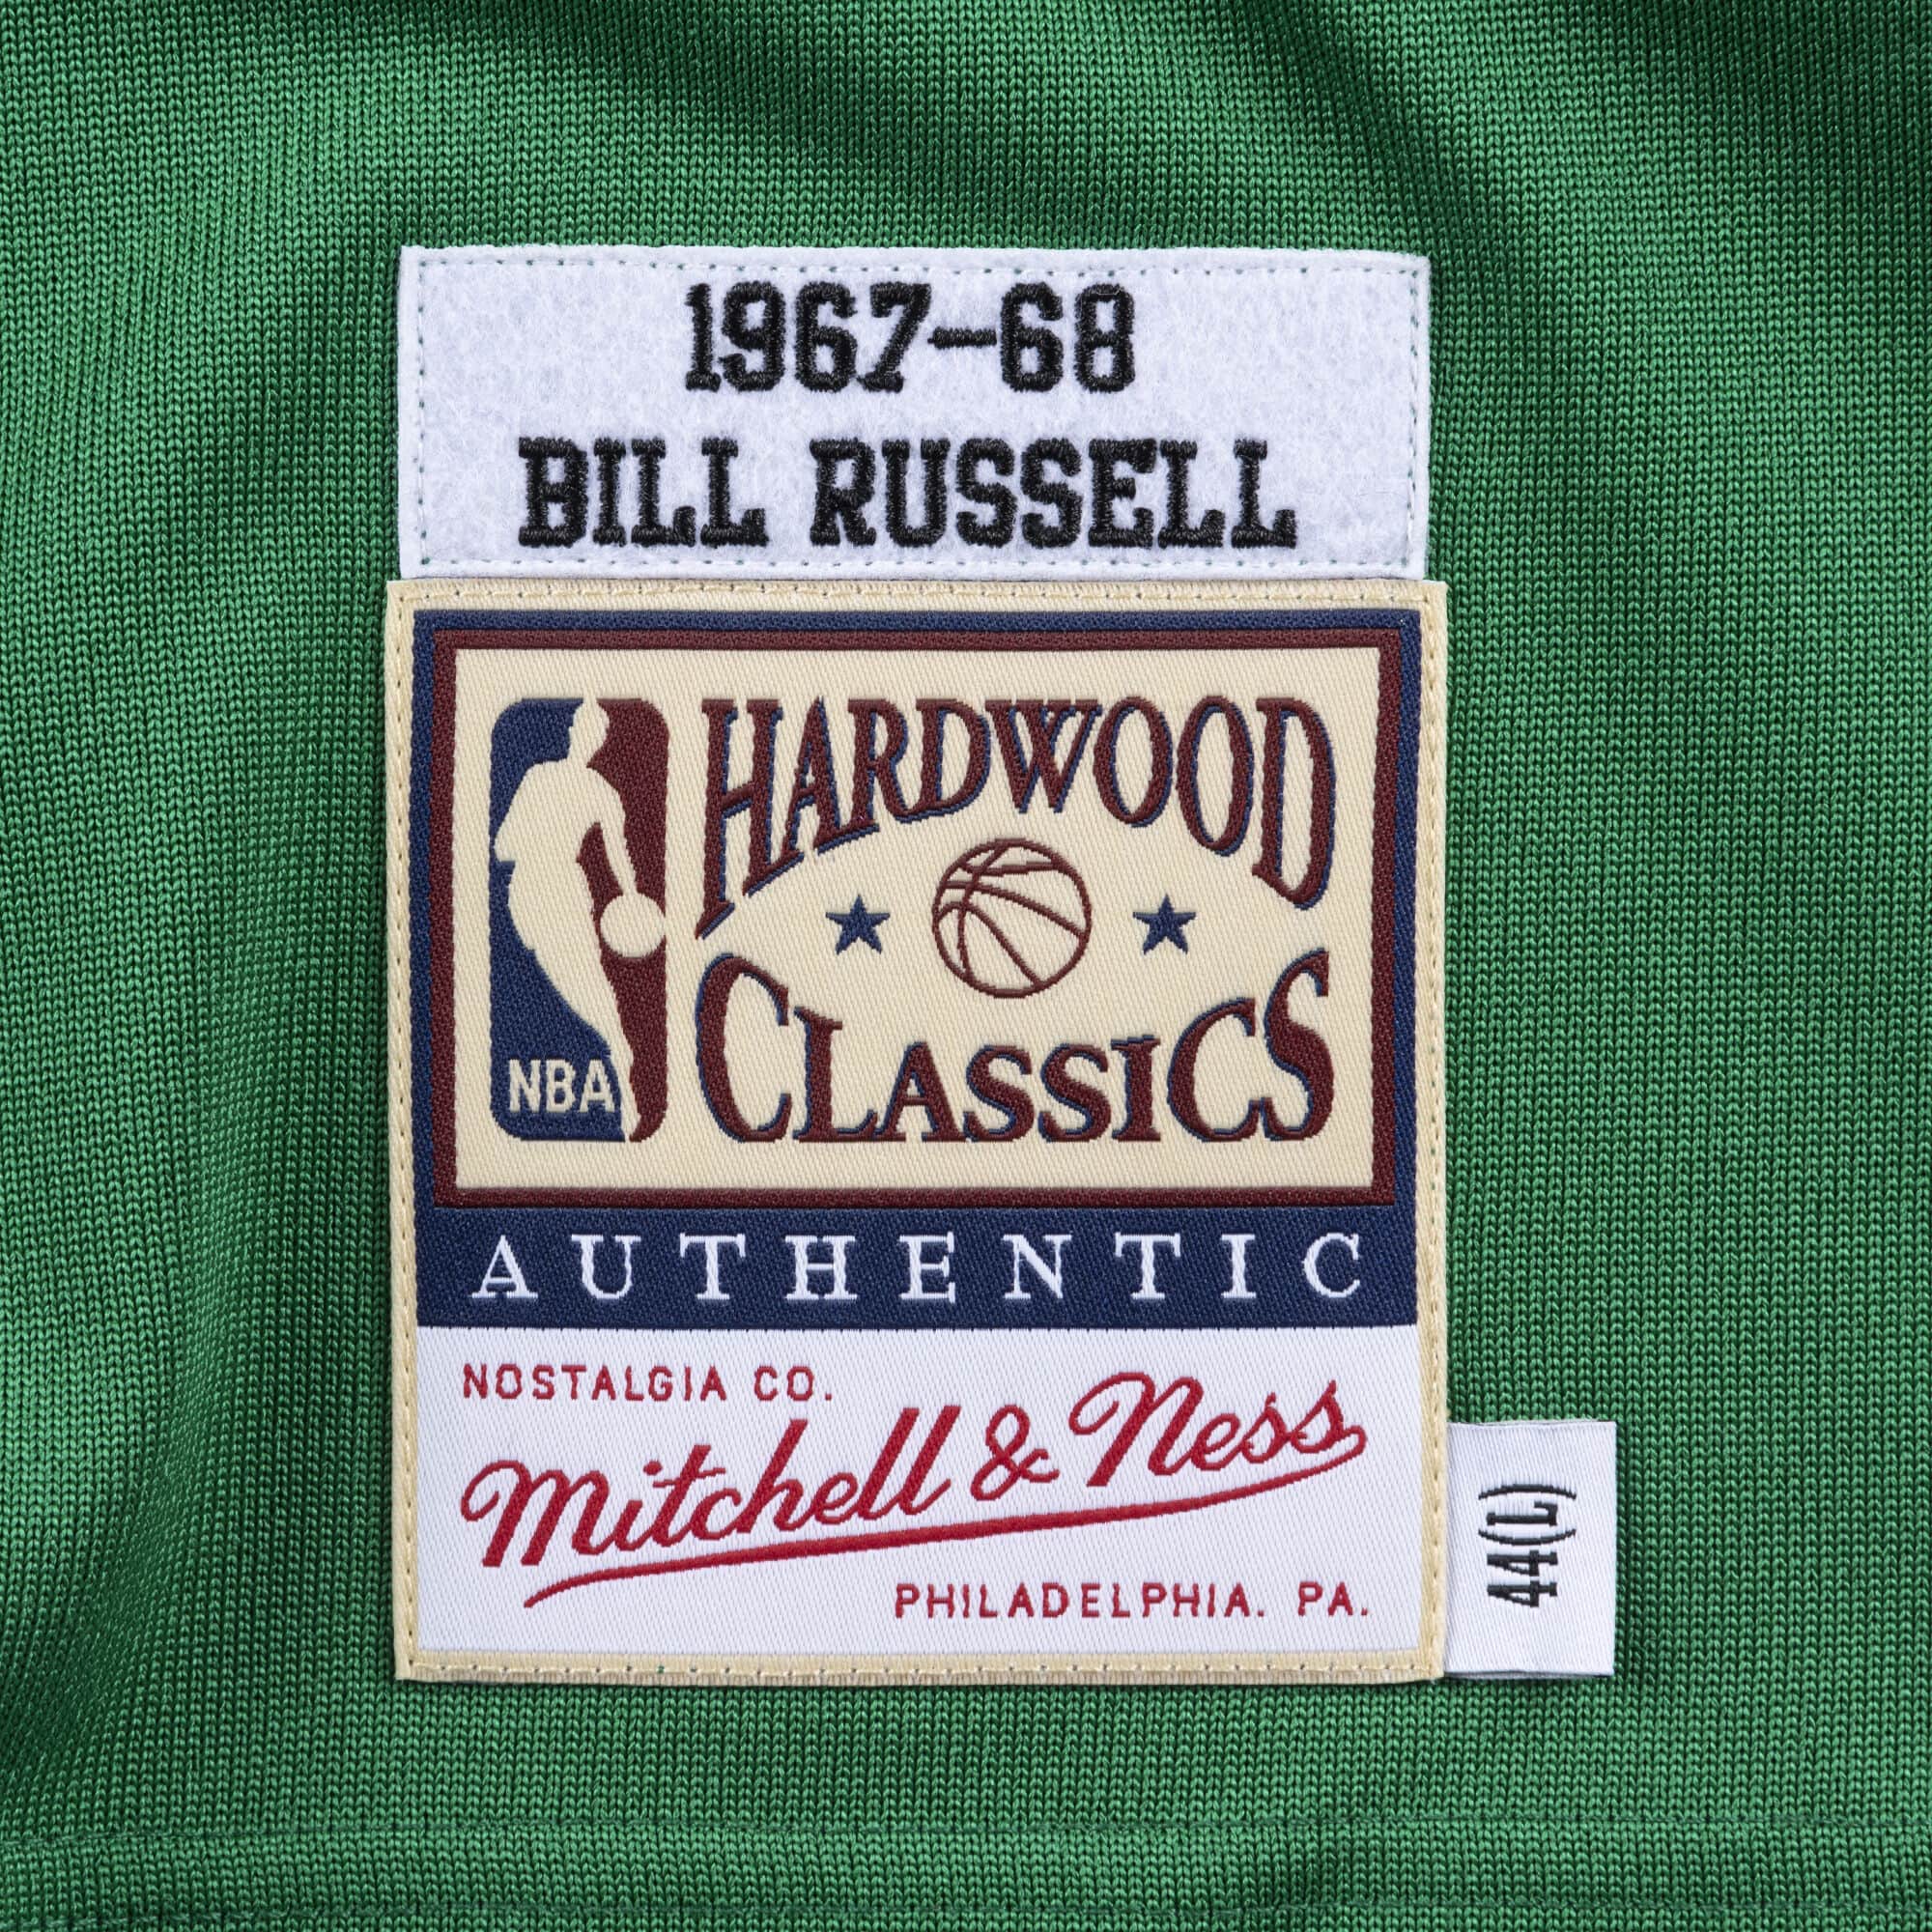 1967-68
BILL RUSSELL
HARDWOOD
CLASSICS
NBA
AUTHENTIC
NOSTALGIA CO.
Mitchell & Ness
PHILADELPHIA. PA.
44(L)